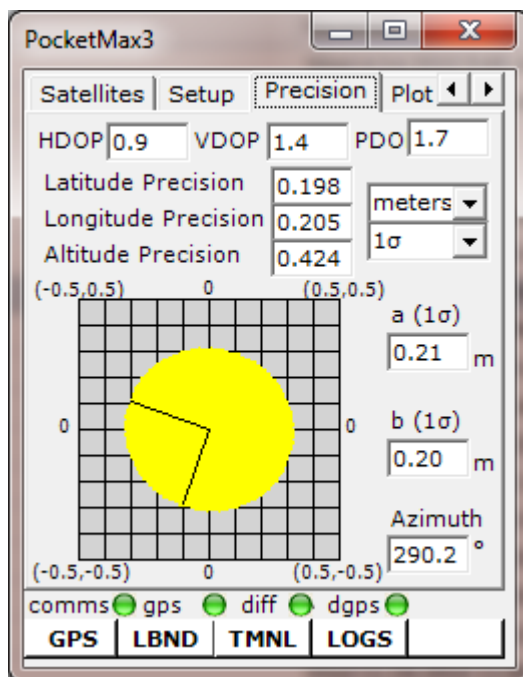 PocketMax3
Satellites Setup Precision Plot
HDOP 0.9 VDOP 1.4 PDO 1.7
Latitude Precision 0.198
Longitude Precision 0.205
Altitude Precision 0.424
meters
1σ
(-0.5,0.5) 0 (0.5,0.5)
a (1σ)
0.21 m
0 0
b (1σ)
0.20 m
Azimuth
290.2 °
(-0.5,-0.5) 0 (0.5,-0.5)
comms gps diff dgps
GPS LBND TMNL LOGS